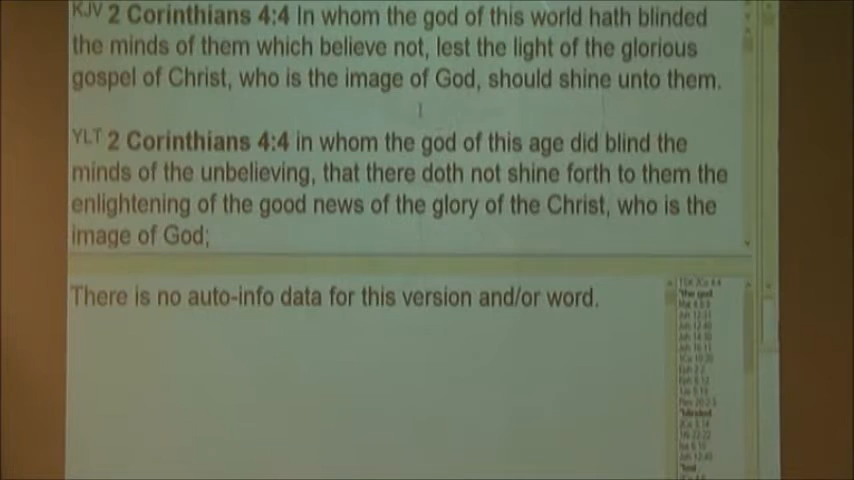 KJV 2 Corinthians 4:4 In whom the god of this world hath blinded
the minds of them which believe not, lest the light of the glorious
gospel of Christ, who is the image of God, should shine unto them.
YLT 2 Corinthians 4:4 in whom the god of this age did blind the
minds of the unbelieving, that there doth not shine forth to them the
enlightening of the good news of the glory of the Christ, who is the
image of God;
There is no auto-info data for this version and/or word.
"the god
"blinded